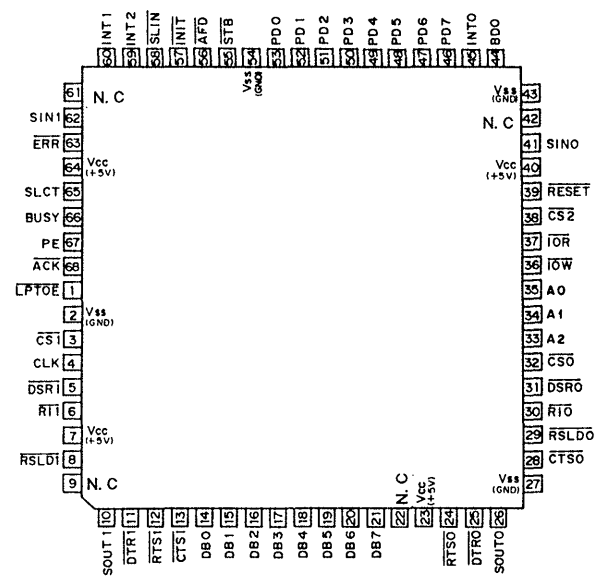 INT1 INT2 SLIN INIT AFD STB PD0 PD1 PD2 PD3 PD4 PD5 PD6 PD7 INT0 BD0
60 59 58 57 56 55 54 53 52 51 50 49 48 47 46 45 44
Vss (GND)
61 N.C
SIN1 62
ERR 63
64 Vcc (+5V)
SLCT 65
BUSY 66
PE 67
ACK 68
LPTOE 1
2 Vss (GND)
CS1 3
CLK 4
DSR1 5
RI1 6
7 Vcc (+5V)
RSLD1 8
9 N.C
Vss (GND) 43
N.C 42
41 SIN0
Vcc (+5V) 40
39 RESET
38 CS2
37 IOR
36 IOW
35 A0
34 A1
33 A2
32 CS0
31 DSR0
30 RI0
29 RSLD0
28 CTS0
Vss (GND) 27
N.C Vcc (+5V)
10 11 12 13 14 15 16 17 18 19 20 21 22 23 24 25 26
SOUT1 DTR1 RTS1 CTS1 DB0 DB1 DB2 DB3 DB4 DB5 DB6 DB7 RTS0 DTR0 SOUT0